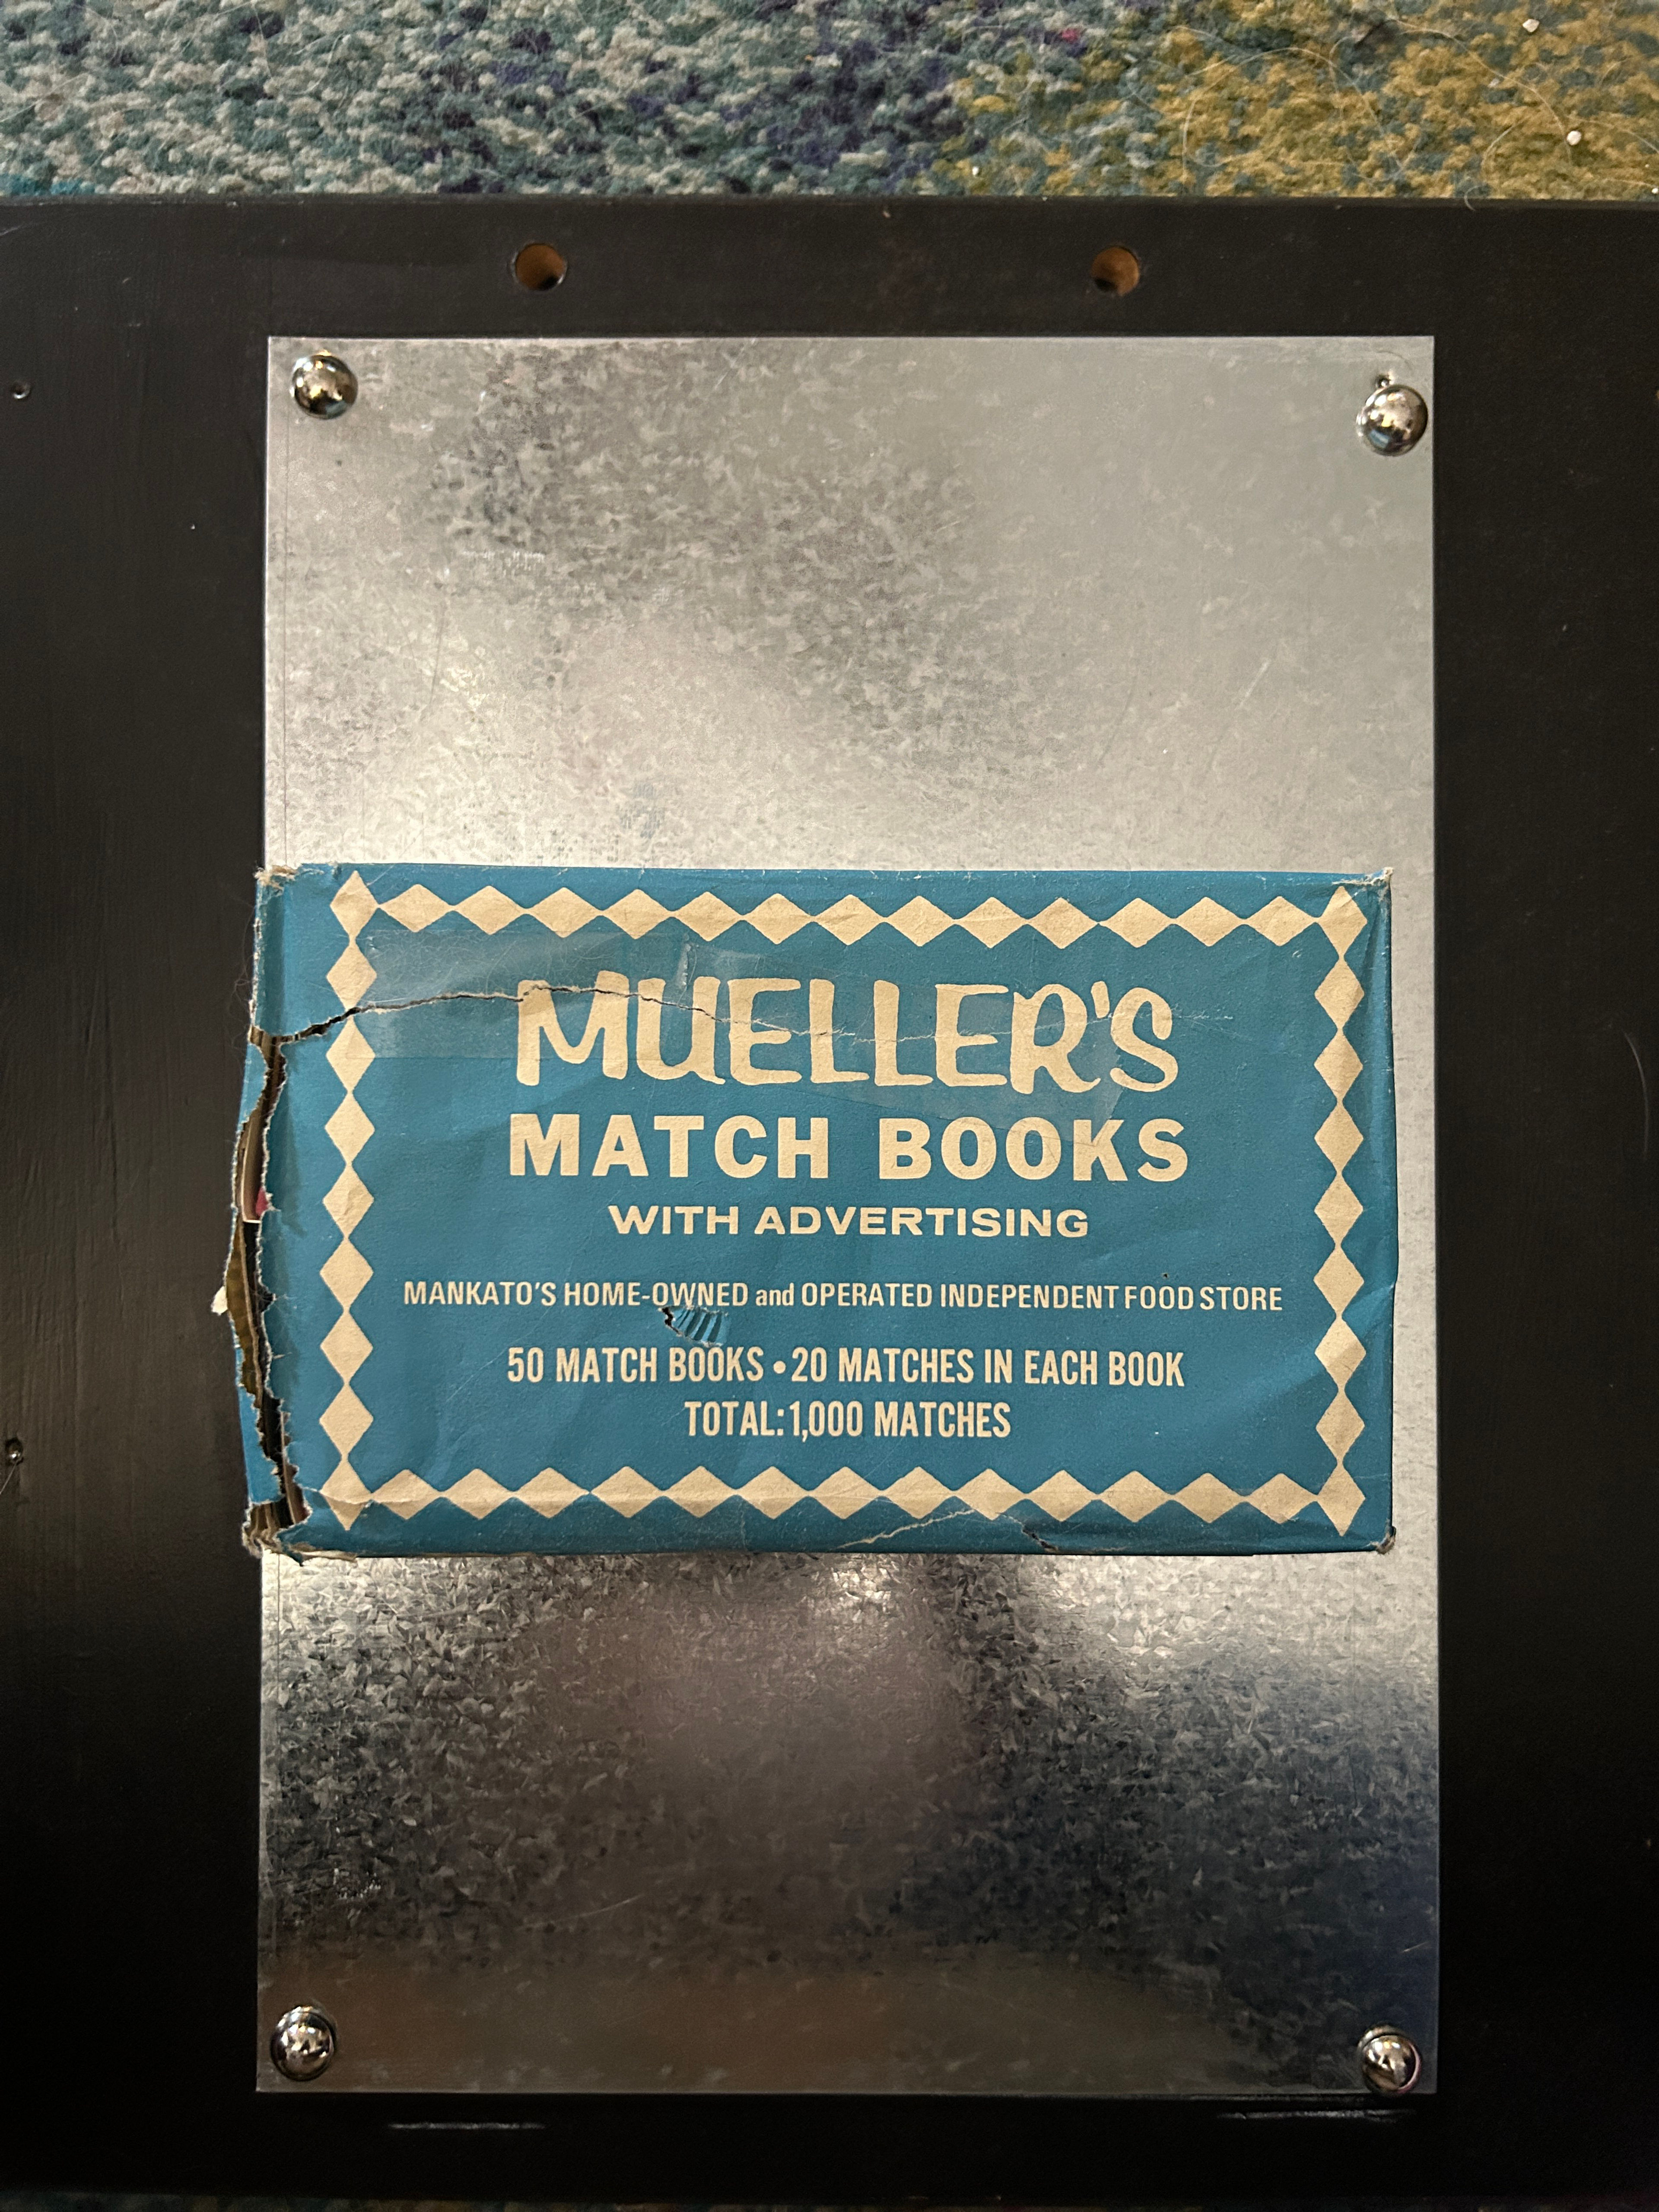 MUELLER'S
MATCH BOOKS
WITH ADVERTISING
MANKATO'S HOME-OWNED and OPERATED INDEPENDENT FOOD STORE
50 MATCH BOOKS • 20 MATCHES IN EACH BOOK
TOTAL: 1,000 MATCHES